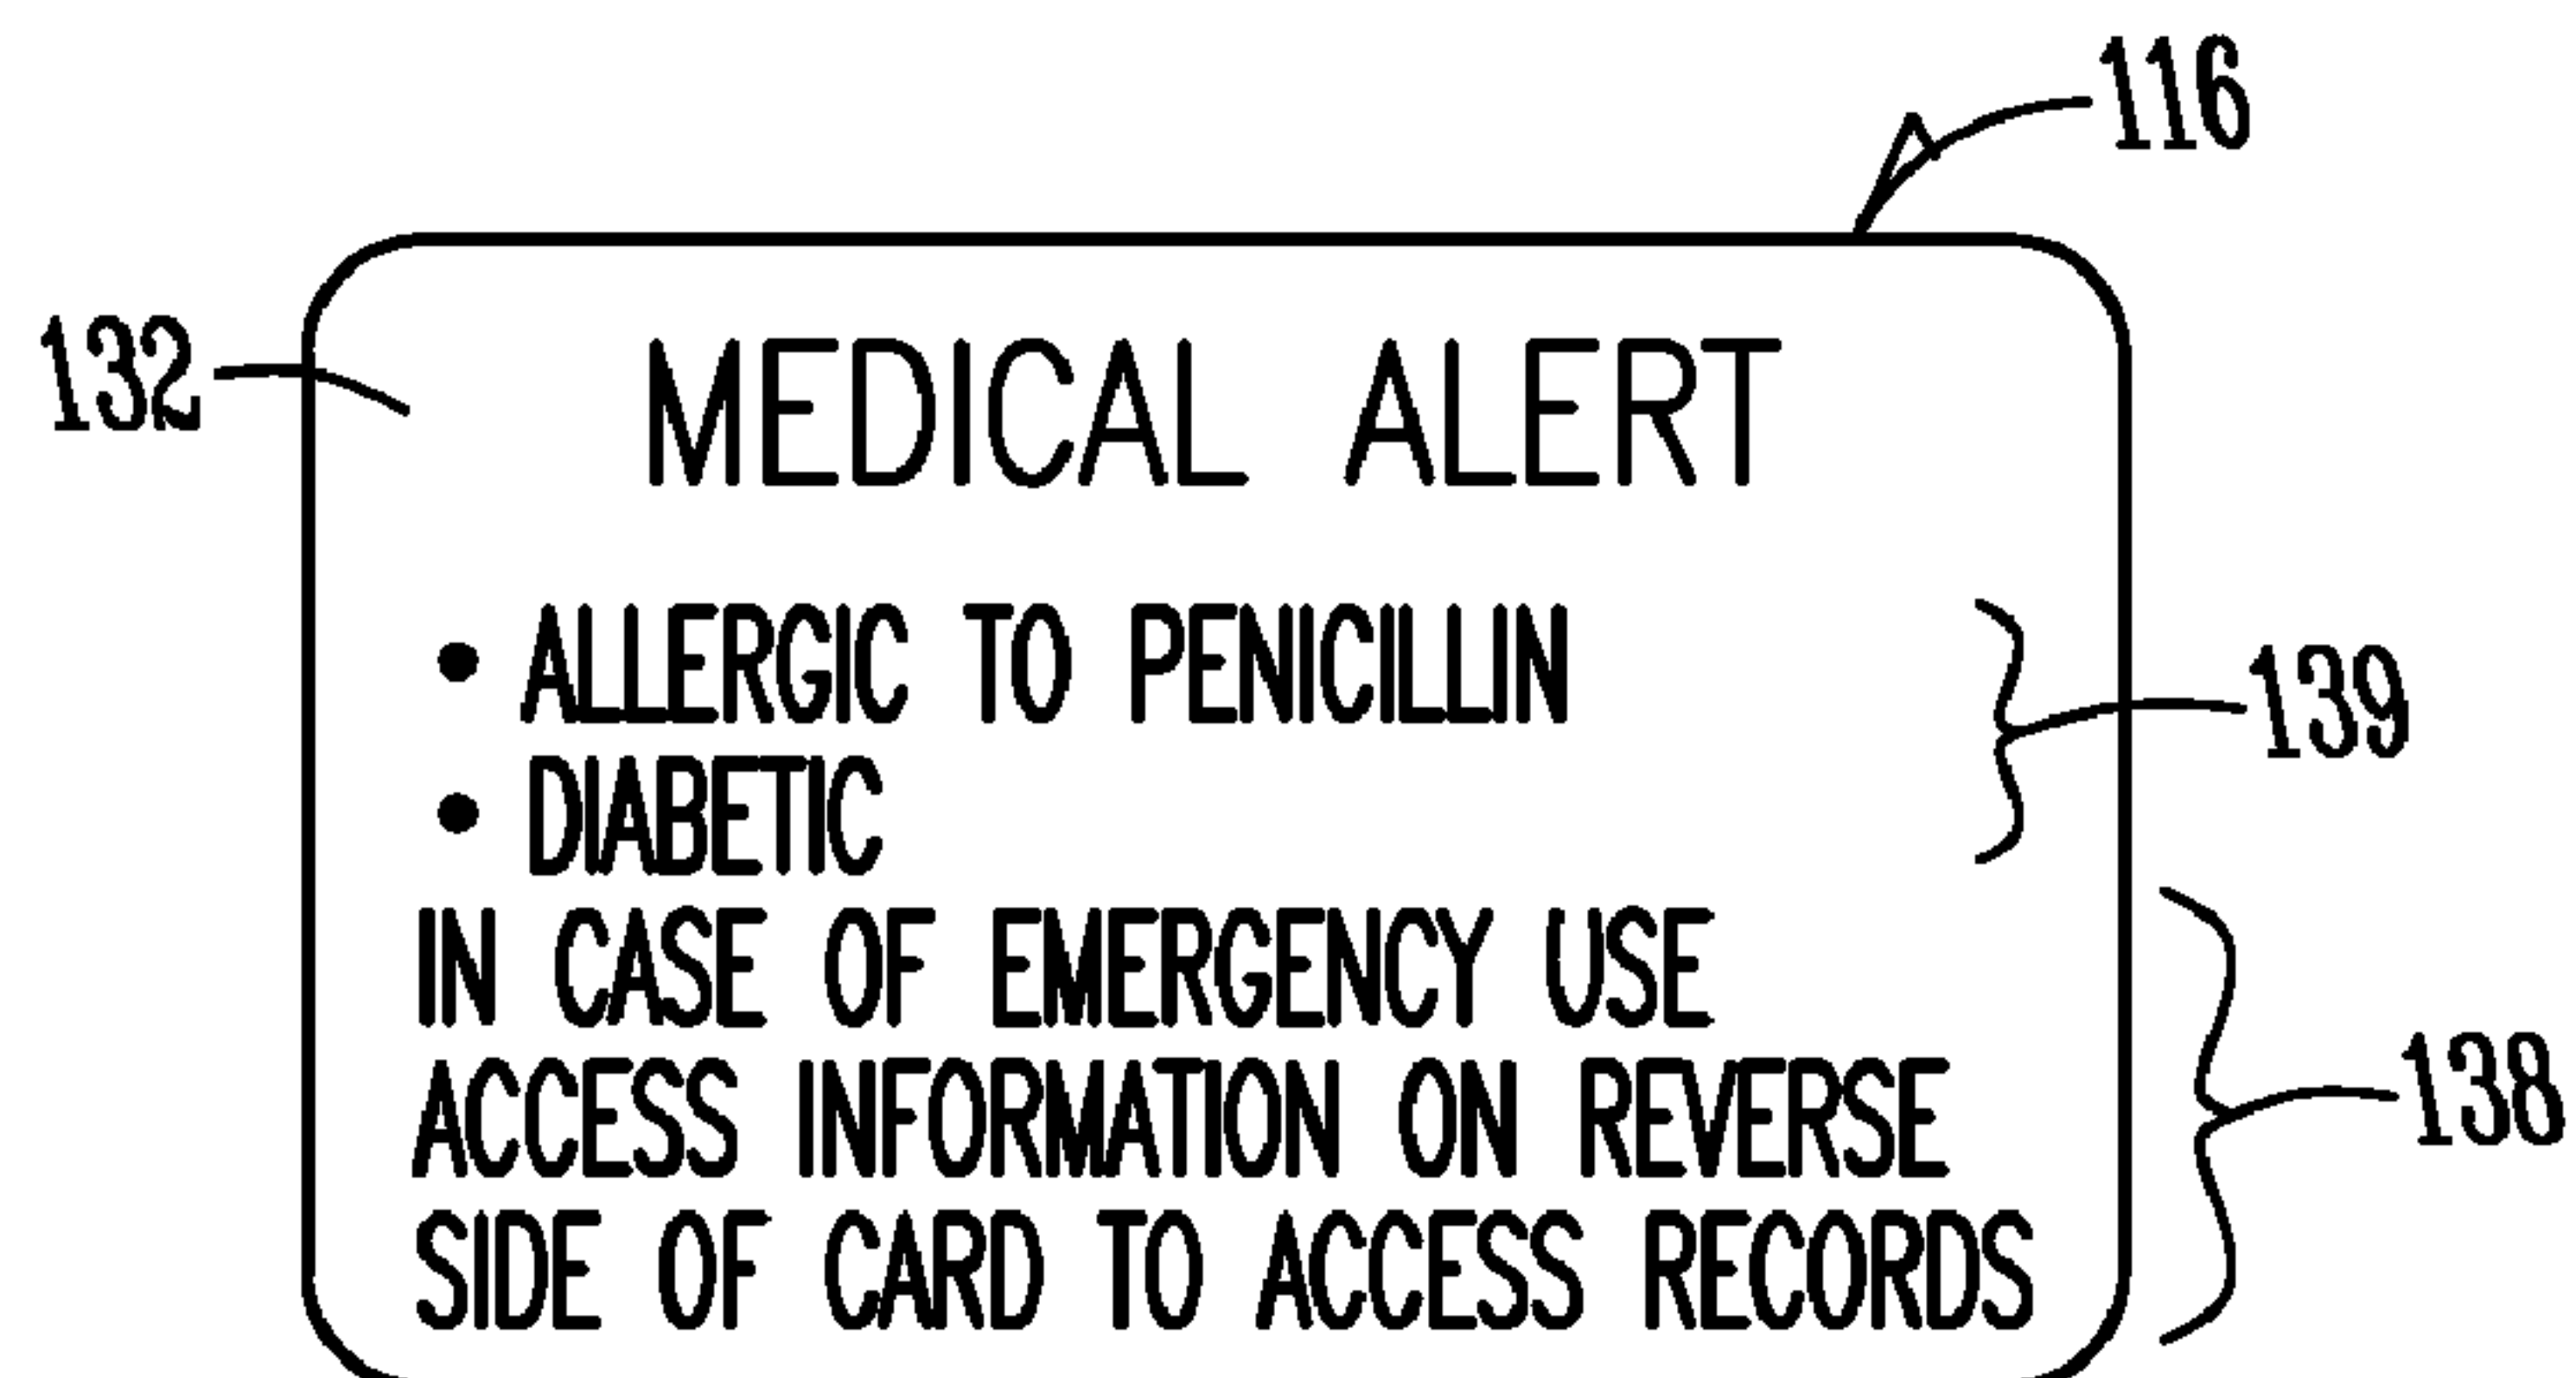 116
132
MEDICAL ALERT
• ALLERGIC TO PENICILLIN
139
• DIABETIC
IN CASE OF EMERGENCY USE
ACCESS INFORMATION ON REVERSE
138
SIDE OF CARD TO ACCESS RECORDS